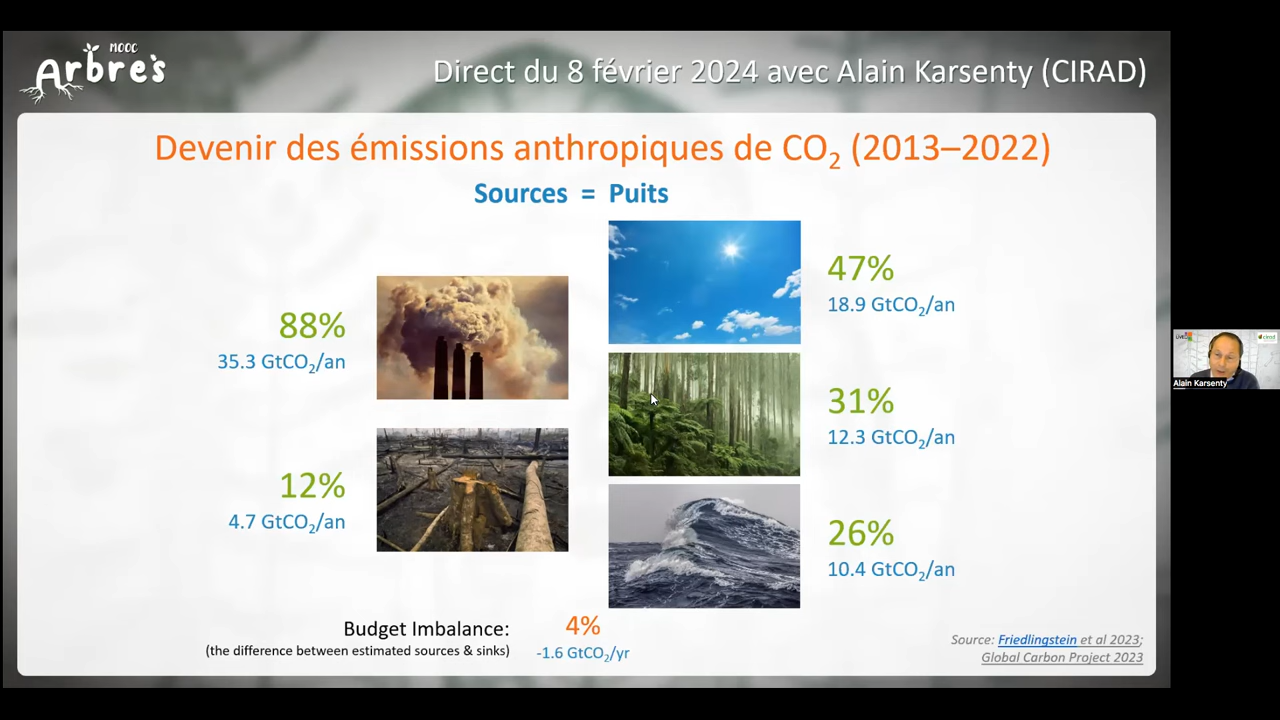 MOOC
Arbre's
Direct du 8 février 2024 avec Alain Karsenty (CIRAD)
Devenir des émissions anthropiques de CO₂ (2013–2022)
Sources = Puits
88%
35.3 GtCO₂/an
12%
4.7 GtCO₂/an
47%
18.9 GtCO₂/an
31%
12.3 GtCO₂/an
26%
10.4 GtCO₂/an
Budget Imbalance:
(the difference between estimated sources & sinks)
4%
-1.6 GtCO₂/yr
Source: Friedlingstein et al 2023;
Global Carbon Project 2023
cirad
Alain Karsenty